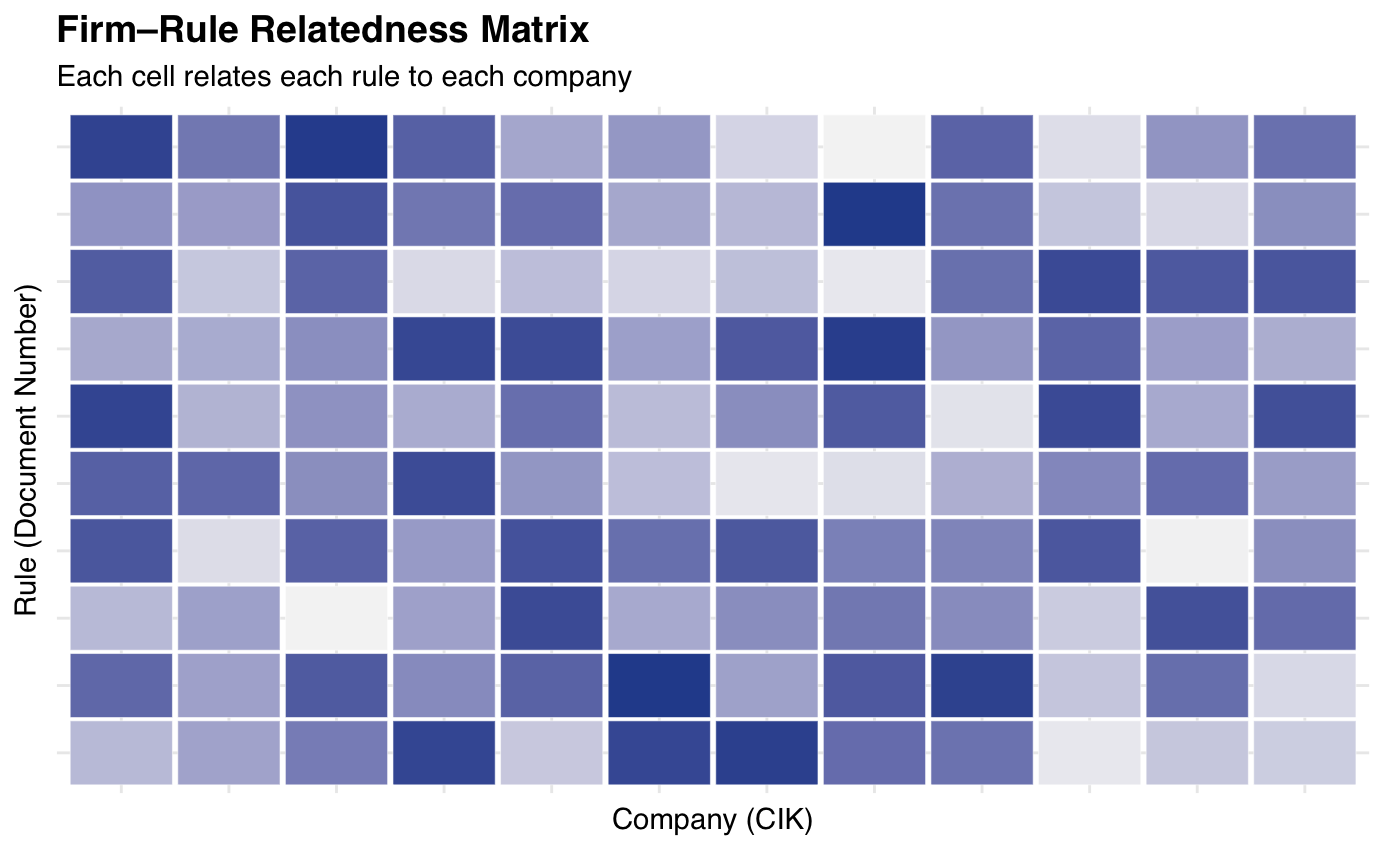 Firm–Rule Relatedness Matrix
Each cell relates each rule to each company
Rule (Document Number)
Company (CIK)